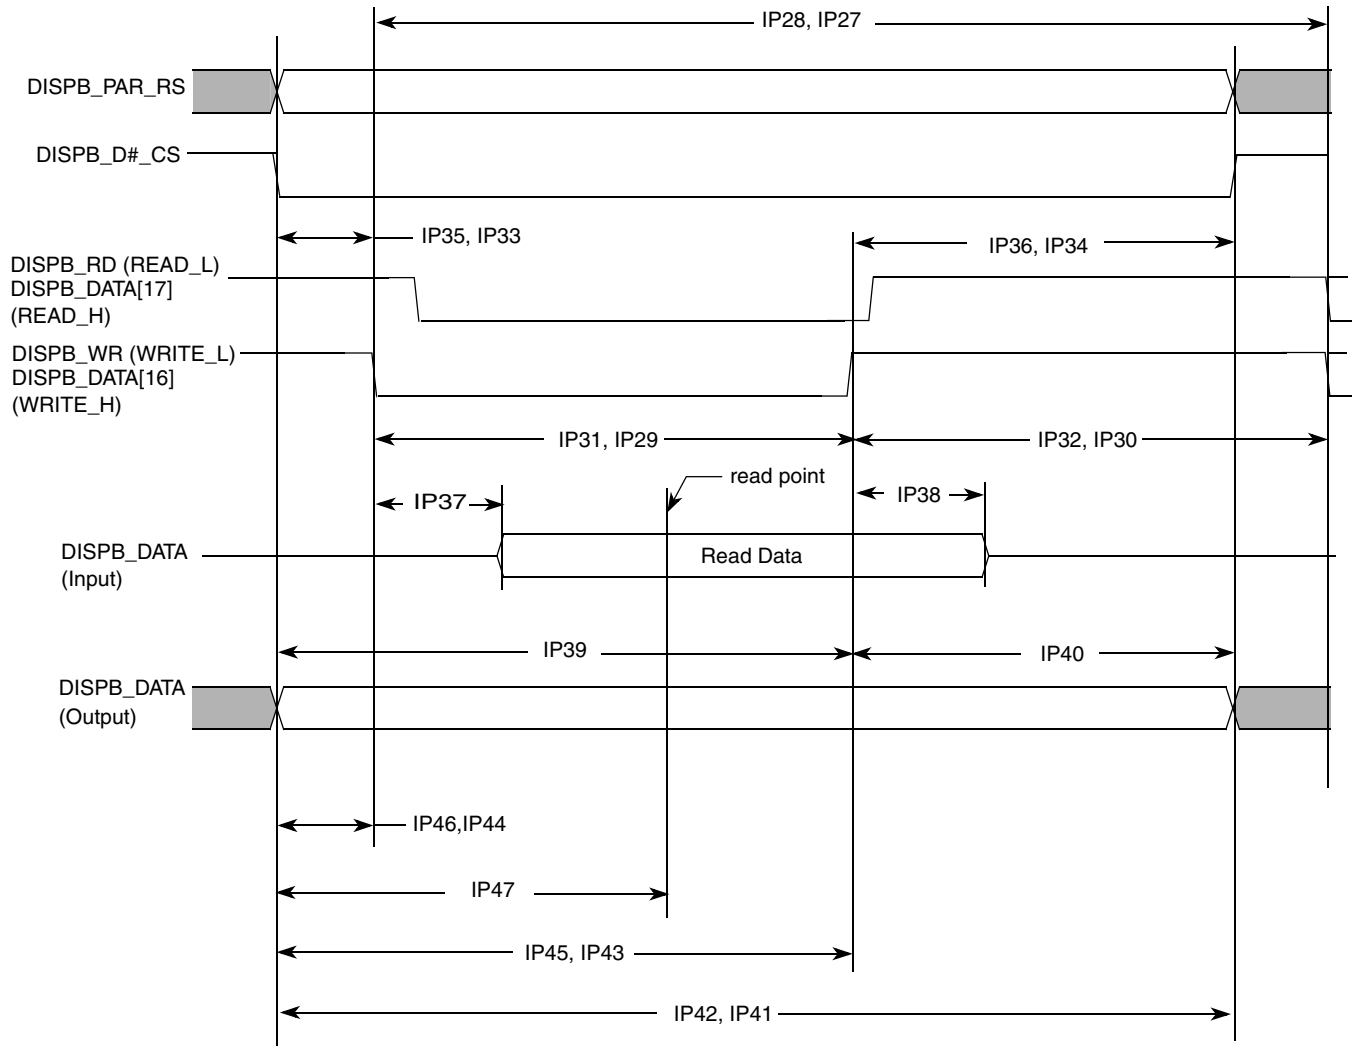 IP28, IP27
DISPB_PAR_RS
DISPB_D#_CS
IP35, IP33
IP36, IP34
DISPB_RD (READ_L)
DISPB_DATA[17]
(READ_H)
DISPB_WR (WRITE_L)
DISPB_DATA[16]
(WRITE_H)
IP31, IP29
IP32, IP30
read point
IP37
IP38
DISPB_DATA
(Input)
Read Data
IP39
IP40
DISPB_DATA
(Output)
IP46,IP44
IP47
IP45, IP43
IP42, IP41